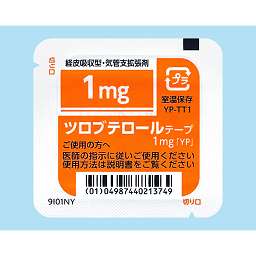 切り口
経皮吸収型・気管支拡張剤
1mg
プラ
室温保存
YP-TT1
ツロブテロールテープ
1mg「YP」
ご使用の方へ
医師の指示に従いご使用ください
使用方法は説明書をご覧ください
(01)04987440213749
9I01NY
切り口